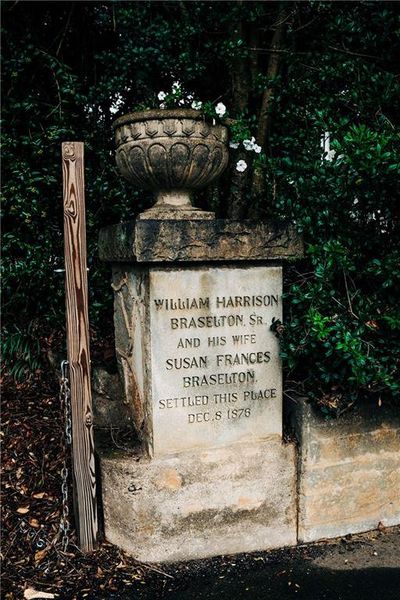 WILLIAM HARRISON
BRASELTON, SR.
AND HIS WIFE
SUSAN FRANCES
BRASELTON.
SETTLED THIS PLACE
DEC. 8 1876